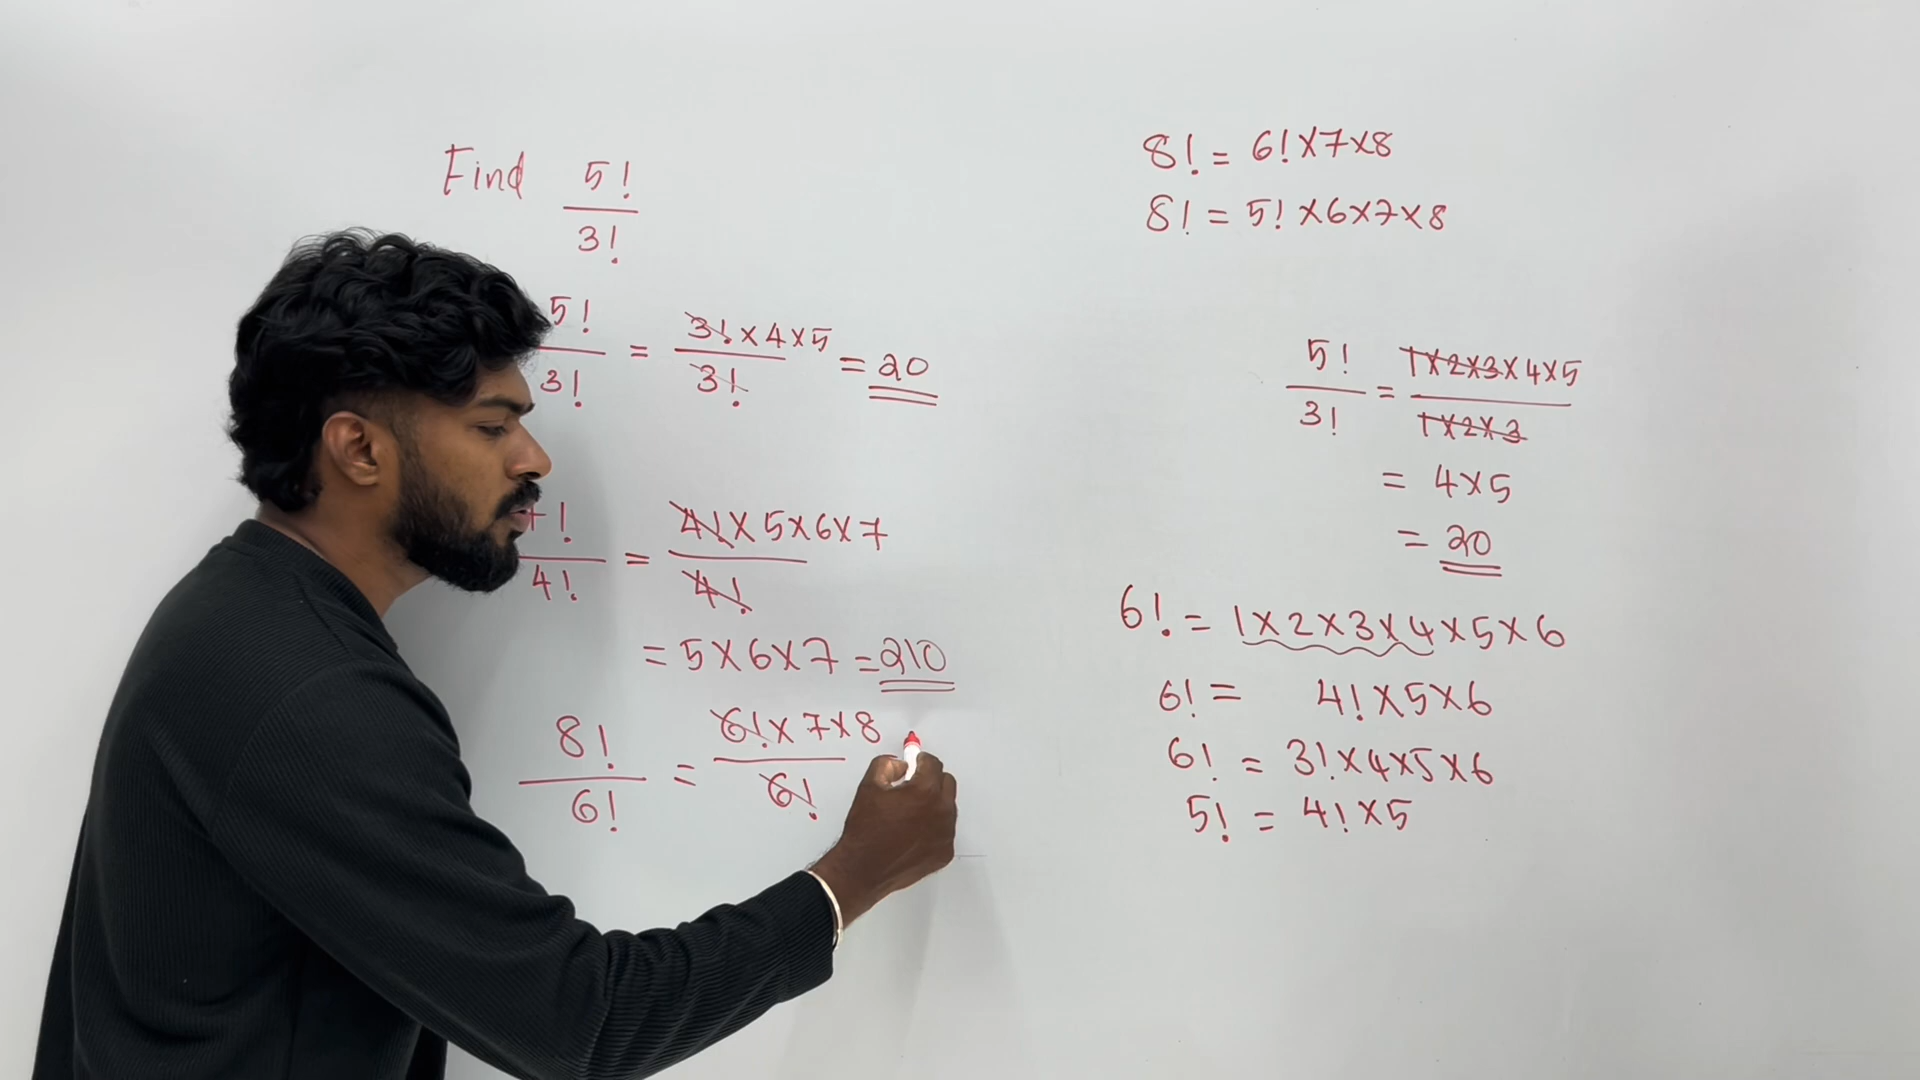 Find 5!/3!
5!/3! = 3!×4×5/3! = 20
7!/4! = 4!×5×6×7/4!
= 5×6×7 = 210
8!/6! = 6!×7×8/6!
8! = 6!×7×8
8! = 5!×6×7×8
5!/3! = 1×2×3×4×5/1×2×3
= 4×5
= 20
6! = 1×2×3×4×5×6
6! = 4!×5×6
6! = 3!×4×5×6
5! = 4!×5